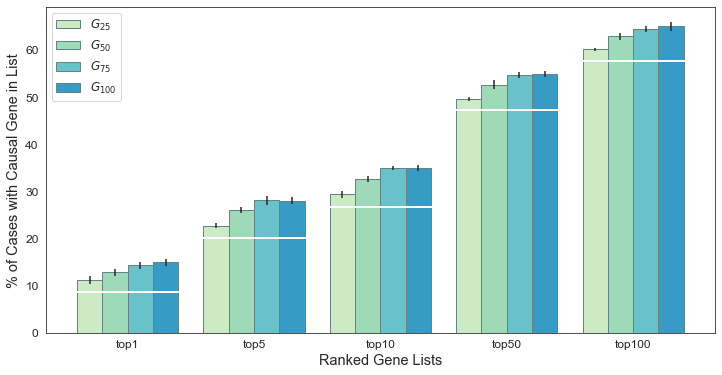 G25
G50
G75
G100
% of Cases with Causal Gene in List
60
50
40
30
20
10
0
top1 top5 top10 top50 top100
Ranked Gene Lists